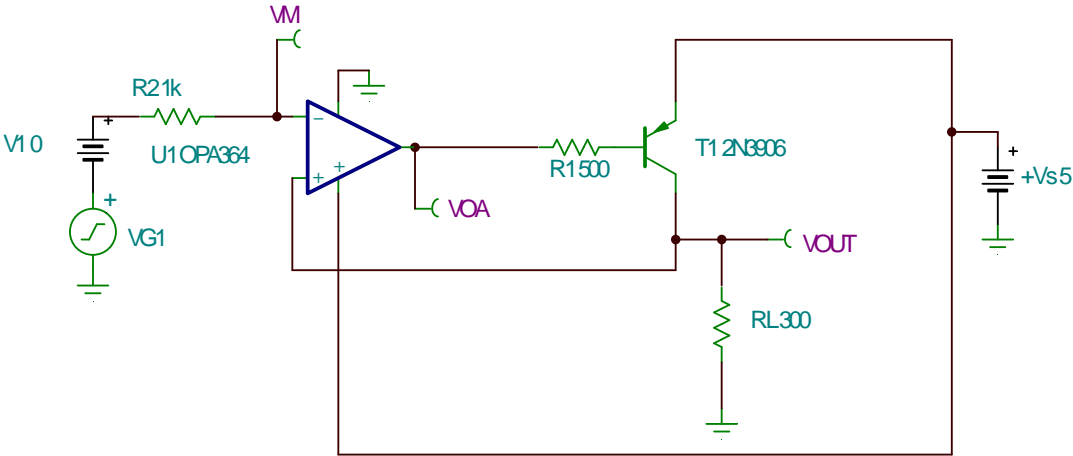 VM
R2 1k
V1 0
U1 OPA364
T1 2N3906
R1 500
+Vs 5
VOA
VG1
VOUT
RL 300